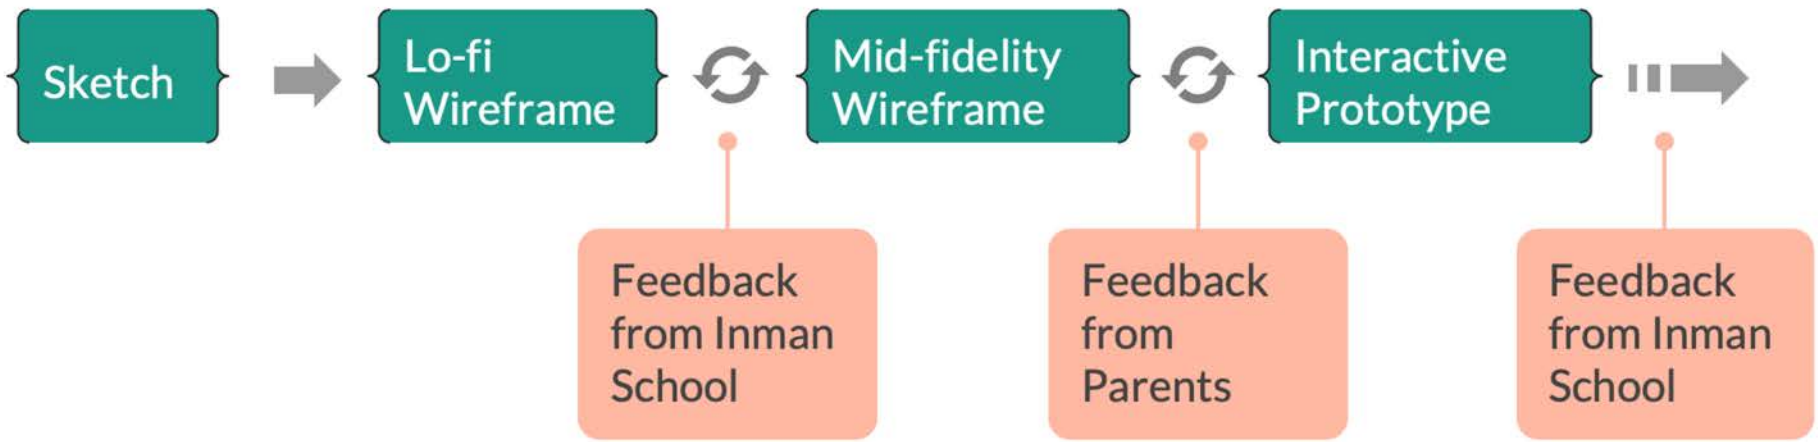 Sketch
Lo-fi
Wireframe
Mid-fidelity
Wireframe
Interactive
Prototype
Feedback
from Inman
School
Feedback
from
Parents
Feedback
from Inman
School